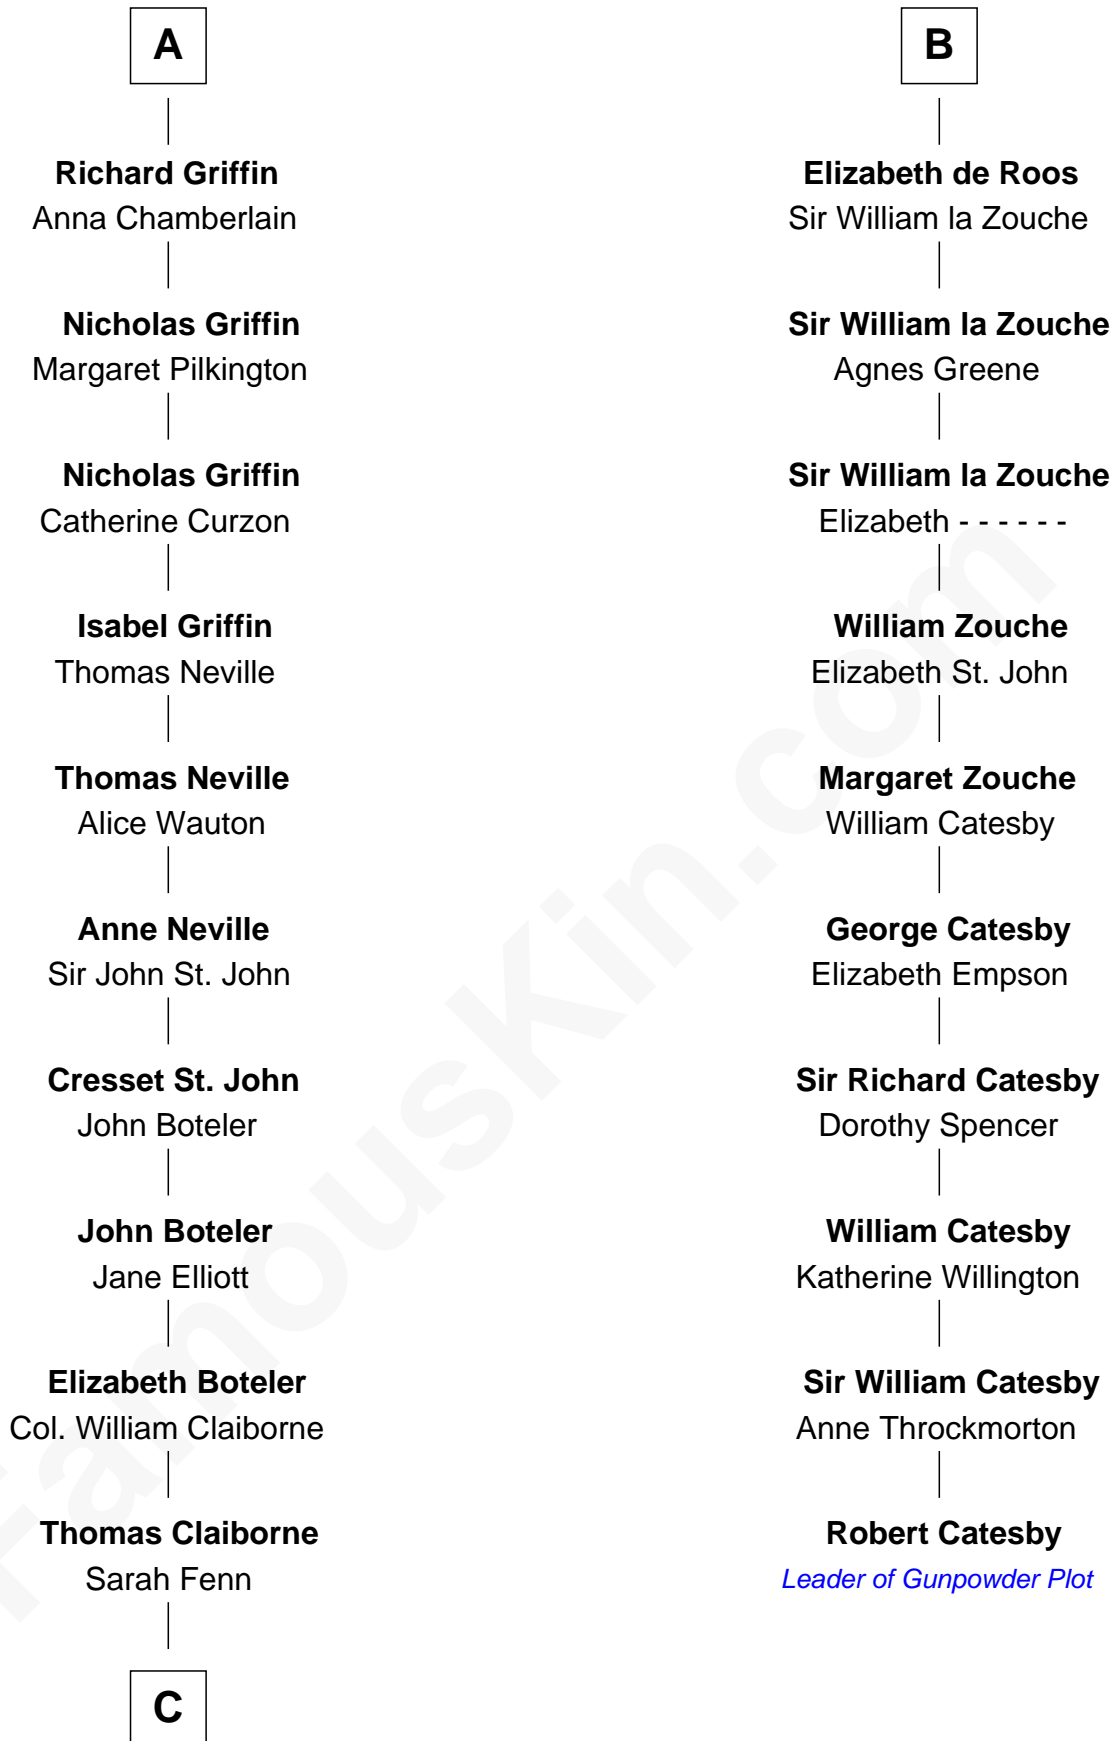 A
Richard Griffin
Anna Chamberlain
Nicholas Griffin
Margaret Pilkington
Nicholas Griffin
Catherine Curzon
Isabel Griffin
Thomas Neville
Thomas Neville
Alice Wauton
Anne Neville
Sir John St. John
Cresset St. John
John Boteler
John Boteler
Jane Elliott
Elizabeth Boteler
Col. William Claiborne
Thomas Claiborne
Sarah Fenn
C
B
Elizabeth de Roos
Sir William la Zouche
Sir William la Zouche
Agnes Greene
Sir William la Zouche
Elizabeth - - - - - -
William Zouche
Elizabeth St. John
Margaret Zouche
William Catesby
George Catesby
Elizabeth Empson
Sir Richard Catesby
Dorothy Spencer
William Catesby
Katherine Willington
Sir William Catesby
Anne Throckmorton
Robert Catesby
Leader of Gunpowder Plot
FamousKin.com